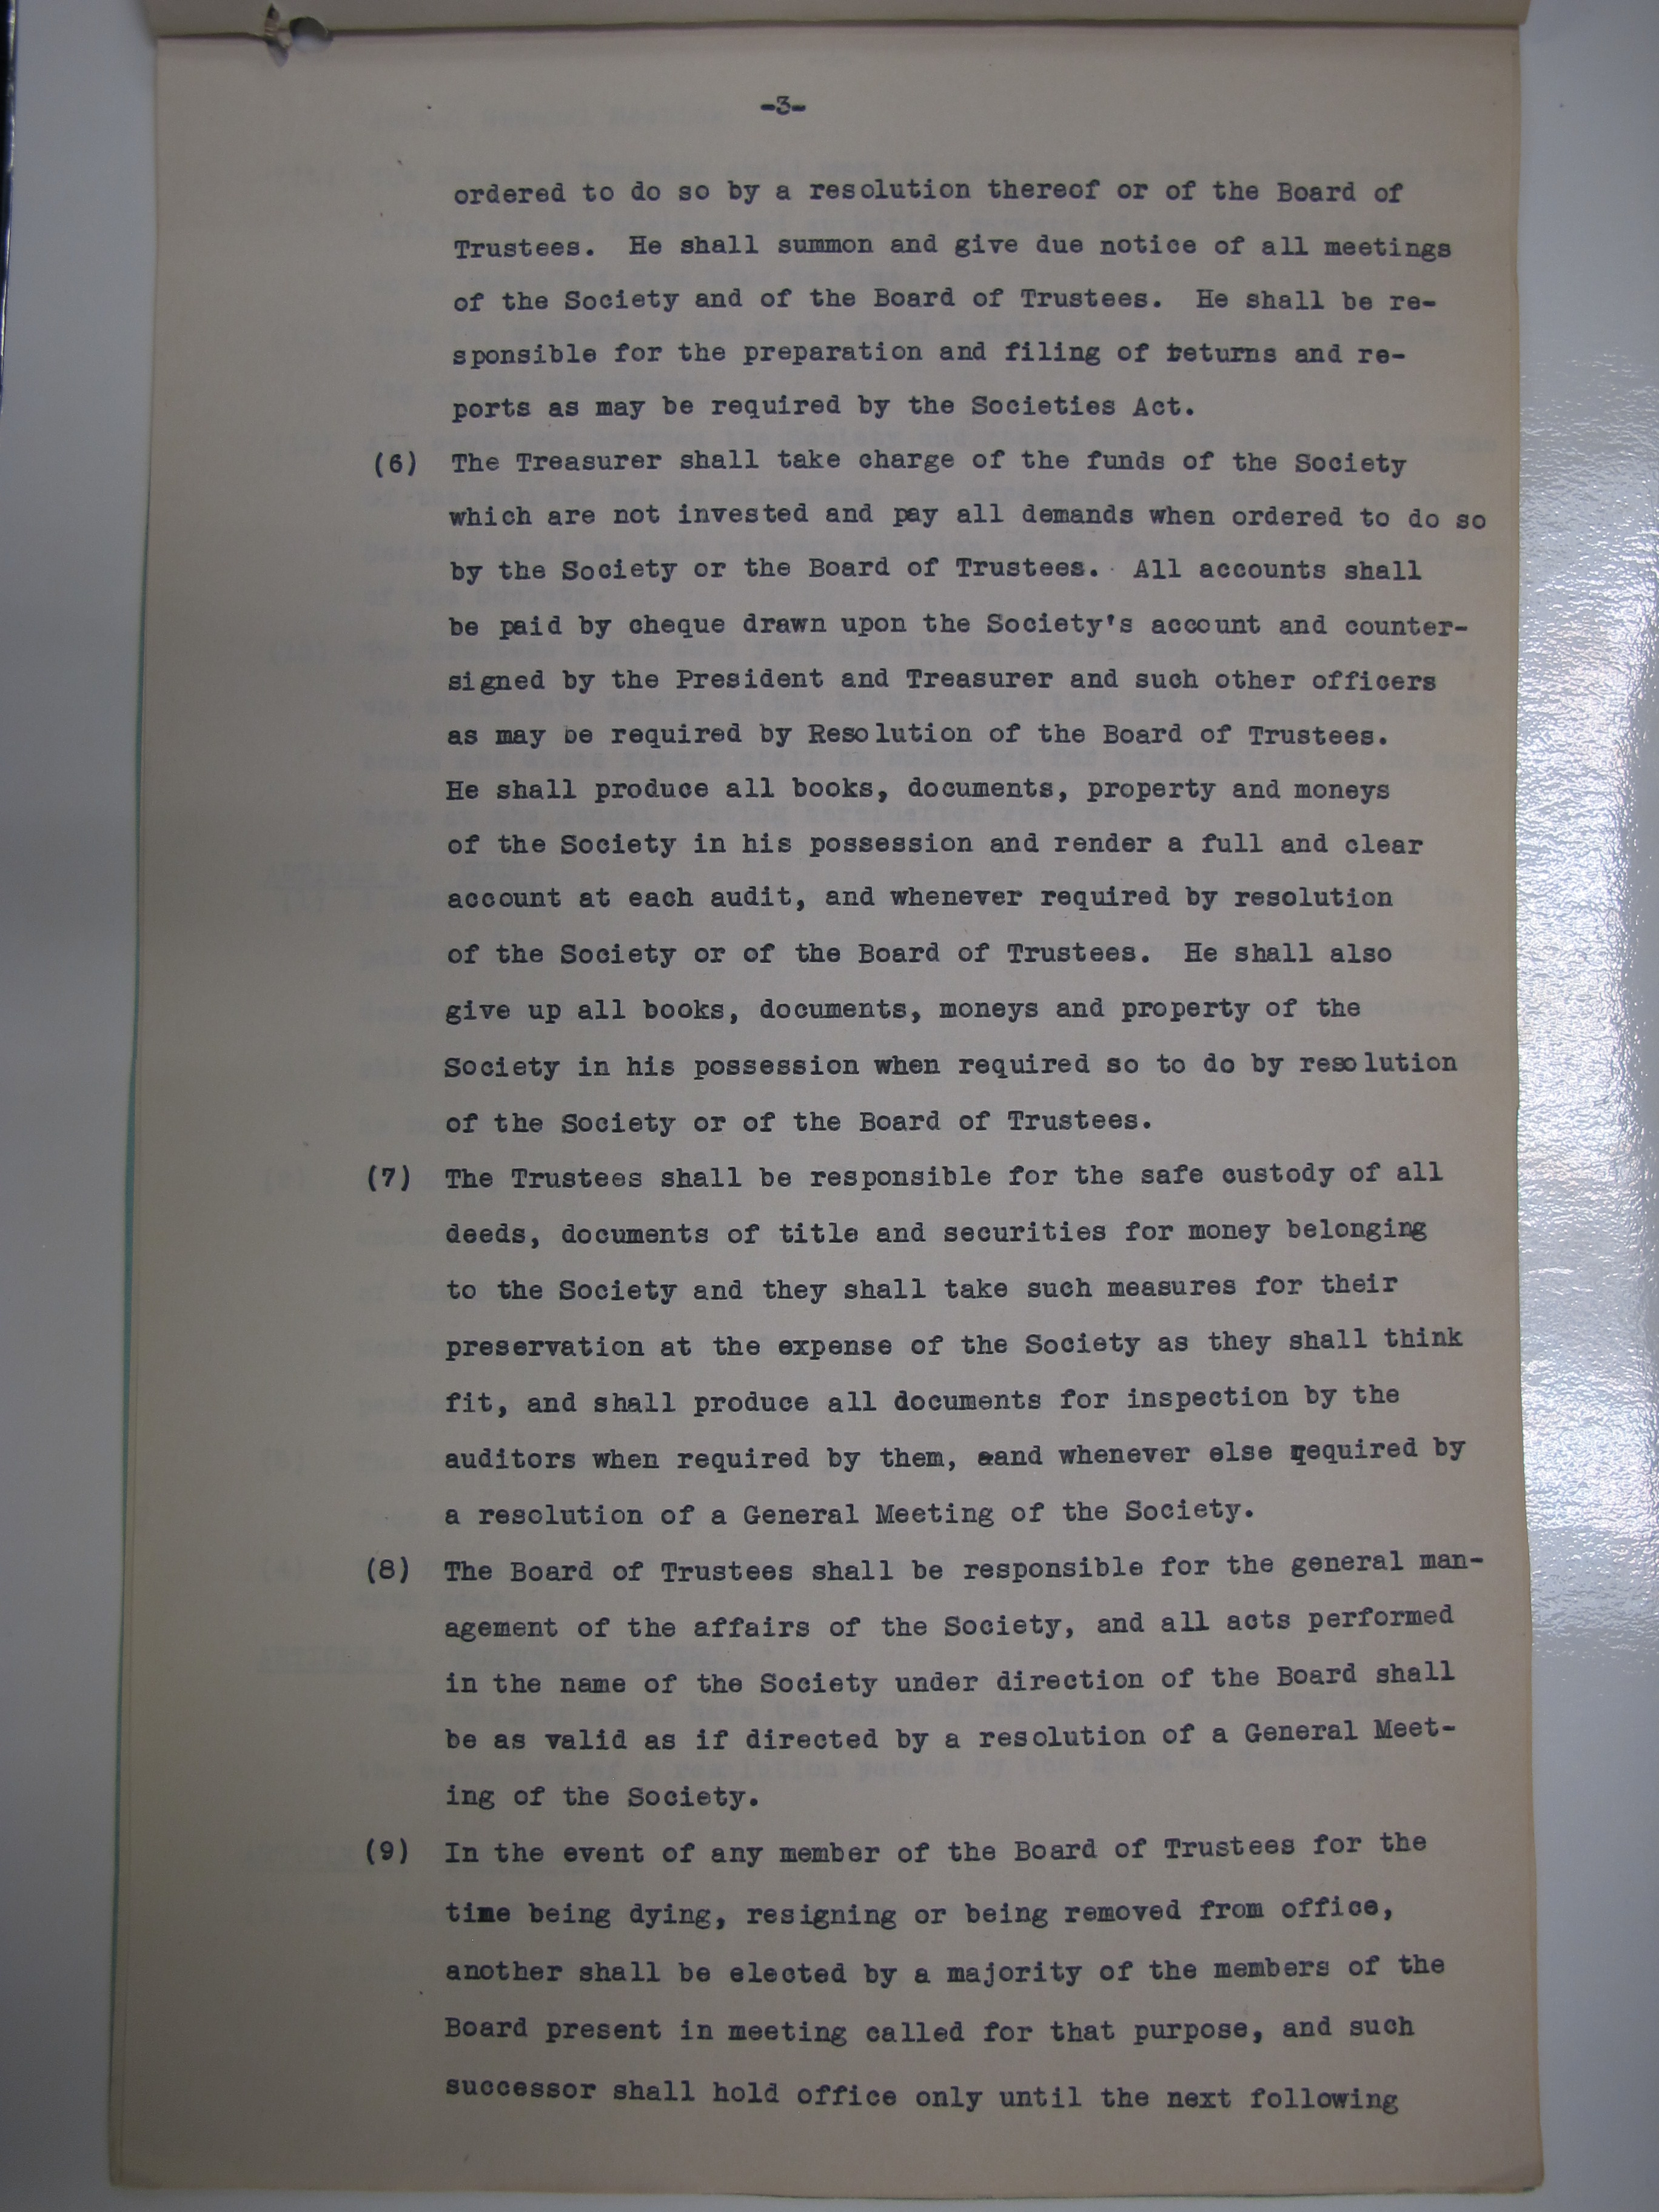 -3-
ordered to do so by a resolution thereof or of the Board of
Trustees. He shall summon and give due notice of all meetings
of the Society and of the Board of Trustees. He shall be re-
sponsible for the preparation and filing of returns and re-
ports as may be required by the Societies Act.
(6) The Treasurer shall take charge of the funds of the Society
which are not invested and pay all demands when ordered to do so
by the Society or the Board of Trustees. All accounts shall
be paid by cheque drawn upon the Society's account and counter-
signed by the President and Treasurer and such other officers
as may be required by Resolution of the Board of Trustees.
He shall produce all books, documents, property and moneys
of the Society in his possession and render a full and clear
account at each audit, and whenever required by resolution
of the Society or of the Board of Trustees. He shall also
give up all books, documents, moneys and property of the
Society in his possession when required so to do by resolution
of the Society or of the Board of Trustees.
(7) The Trustees shall be responsible for the safe custody of all
deeds, documents of title and securities for money belonging
to the Society and they shall take such measures for their
preservation at the expense of the Society as they shall think
fit, and shall produce all documents for inspection by the
auditors when required by them, aand whenever else required by
a resolution of a General Meeting of the Society.
(8) The Board of Trustees shall be responsible for the general man-
agement of the affairs of the Society, and all acts performed
in the name of the Society under direction of the Board shall
be as valid as if directed by a resolution of a General Meet-
ing of the Society.
(9) In the event of any member of the Board of Trustees for the
time being dying, resigning or being removed from office,
another shall be elected by a majority of the members of the
Board present in meeting called for that purpose, and such
successor shall hold office only until the next following